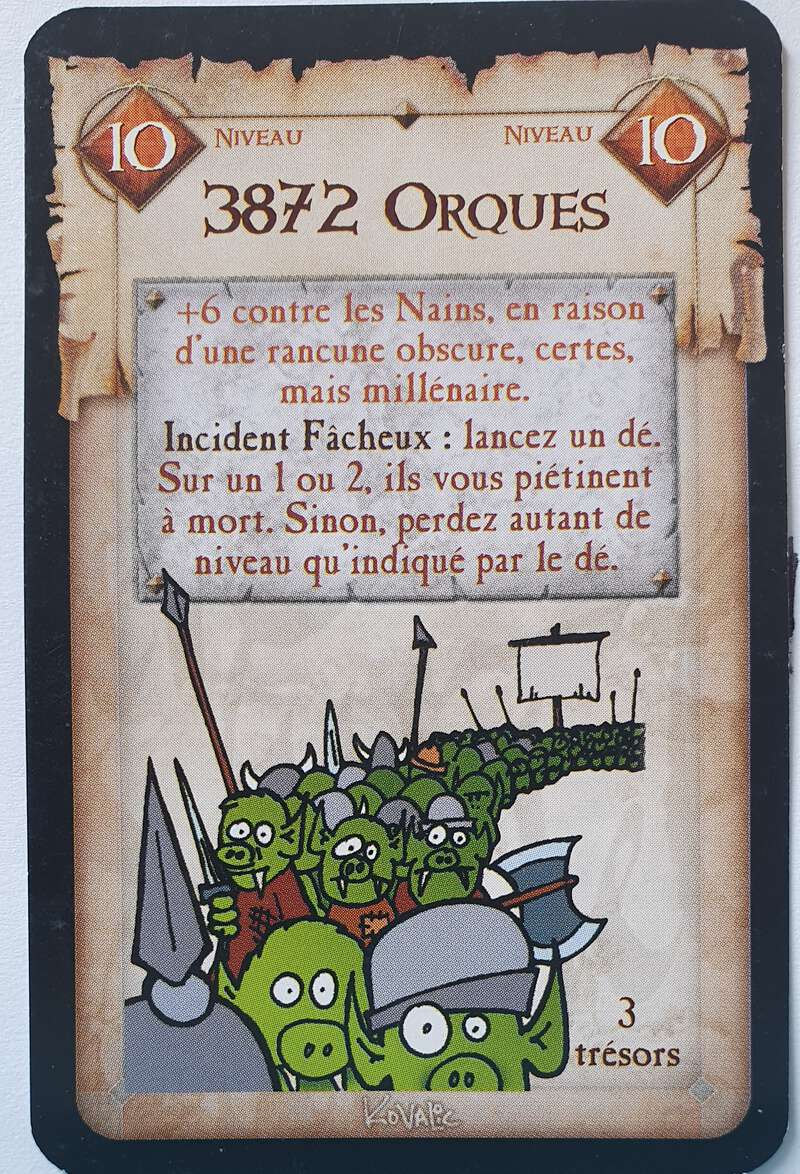 10 Niveau Niveau 10
3872 Orques
+6 contre les Nains, en raison
d'une rancune obscure, certes,
mais millénaire.
Incident Fâcheux : lancez un dé.
Sur un 1 ou 2, ils vous piétinent
à mort. Sinon, perdez autant de
niveau qu'indiqué par le dé.
3
trésors
Kovalic